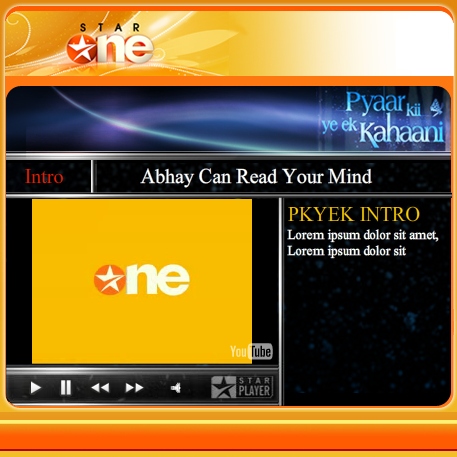 STAR
one
Pyaar kii
ye ek Kahaani
Intro
Abhay Can Read Your Mind
one
PKYEK INTRO
Lorem ipsum dolor sit amet,
Lorem ipsum dolor sit
YouTube
STAR
PLAYER